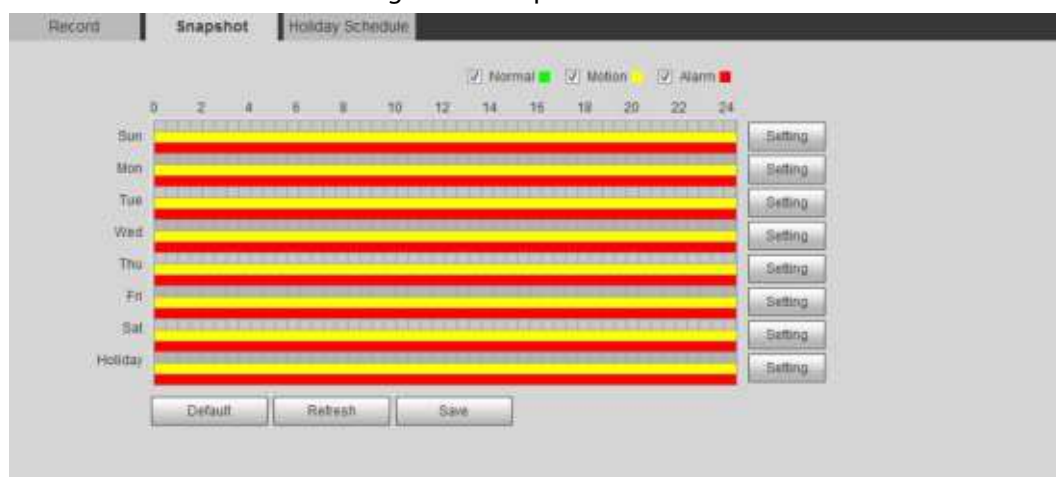 Record Snapshot Holiday Schedule
Normal Motion Alarm
0 2 4 6 8 10 12 14 16 18 20 22 24
Sun Setting
Mon Setting
Tue Setting
Wed Setting
Thu Setting
Fri Setting
Sat Setting
Holiday Setting
Default Refresh Save